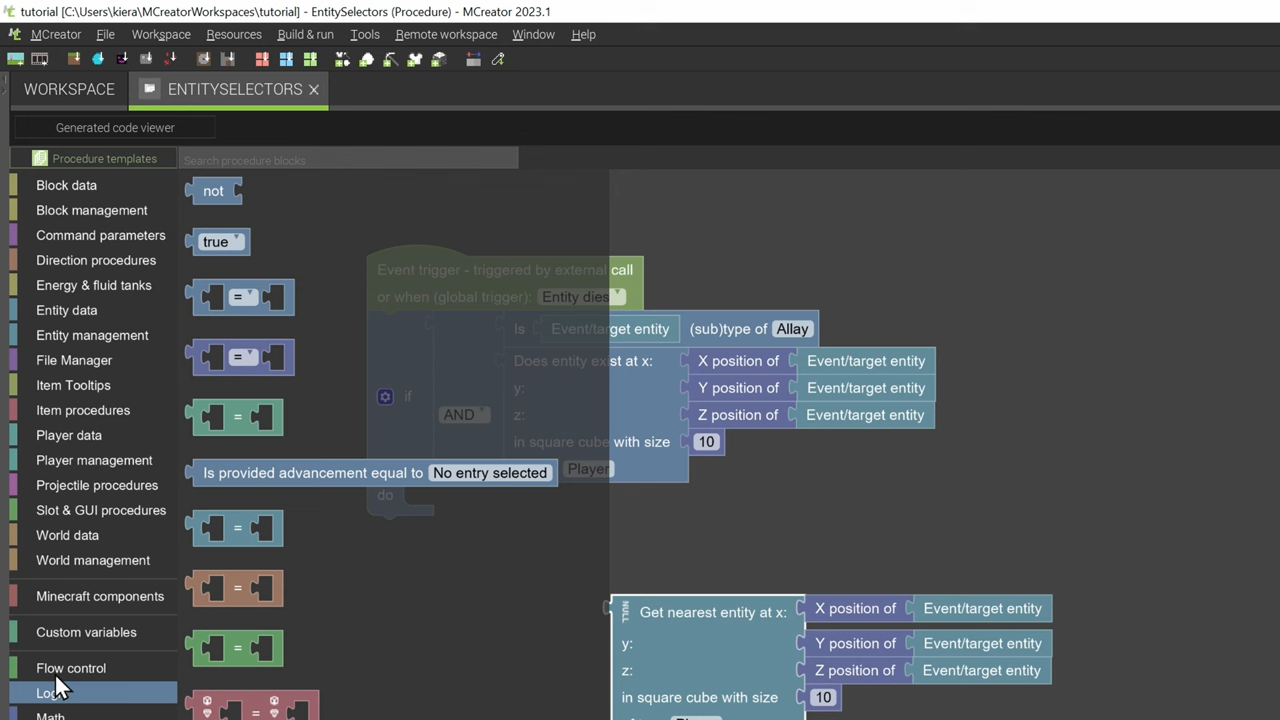 tutorial [C:\Users\kiera\MCreatorWorkspaces\tutorial] - EntitySelectors (Procedure) - MCreator 2023.1
MCreator File Workspace Resources Build & run Tools Remote workspace Window Help
WORKSPACE ENTITYSELECTORS
Generated code viewer
Procedure templates Search procedure blocks
Block data
Block management
Command parameters
Direction procedures
Energy & fluid tanks
Entity data
Entity management
File Manager
Item Tooltips
Item procedures
Player data
Player management
Projectile procedures
Slot & GUI procedures
World data
World management
Minecraft components
Custom variables
Flow control
Math
not
true
=
=
=
Is provided advancement equal to No entry selected
=
=
=
=
Event trigger - triggered by external call
or when (global trigger): Entity dies
if
AND
Is Event/target entity (sub)type of Allay
Does entity exist at x: X position of Event/target entity
y: Y position of Event/target entity
z: Z position of Event/target entity
in square cube with size 10
Player
do
NULL
Get nearest entity at x: X position of Event/target entity
y: Y position of Event/target entity
z: Z position of Event/target entity
in square cube with size 10